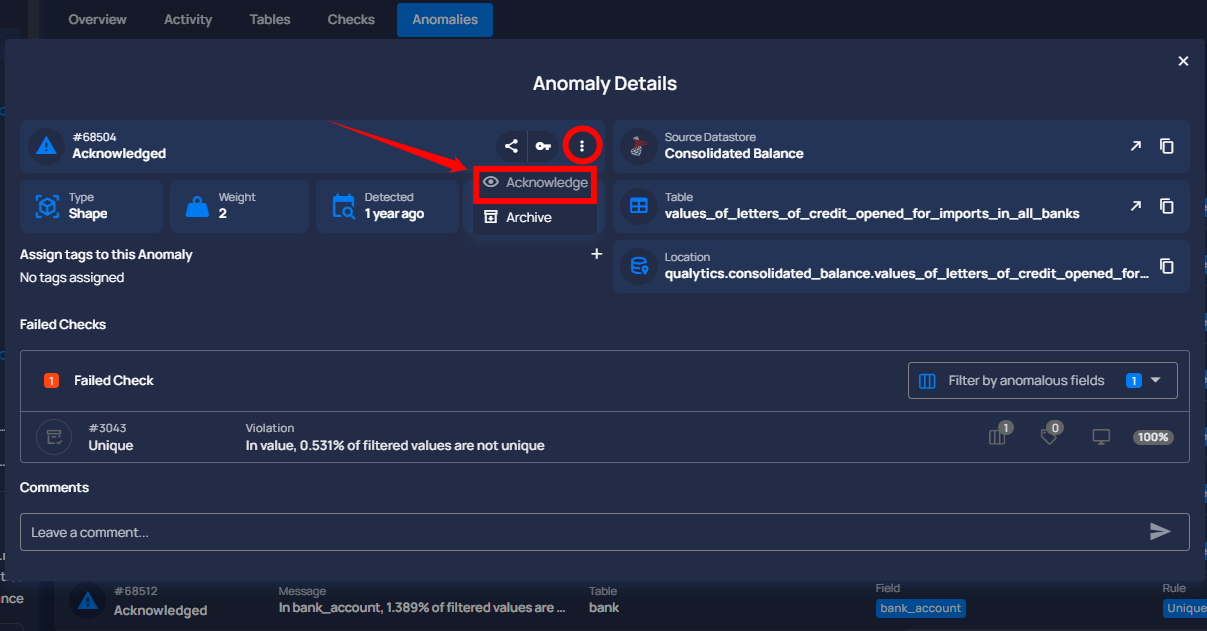 Overview Activity Tables Checks Anomalies
Anomaly Details
#68504
Acknowledged
Acknowledge
Archive
Type
Shape
Weight
2
Detected
1 year ago
Source Datastore
Consolidated Balance
Table
values_of_letters_of_credit_opened_for_imports_in_all_banks
Location
qualytics.consolidated_balance.values_of_letters_of_credit_opened_for...
Assign tags to this Anomaly
No tags assigned
Failed Checks
1 Failed Check
Filter by anomalous fields 1
#3043
Unique
Violation
In value, 0.531% of filtered values are not unique
1 0 100%
Comments
Leave a comment...
#68512
Acknowledged
Message
In bank_account, 1.389% of filtered values are ...
Table
bank
Field
bank_account
Rule
Unique